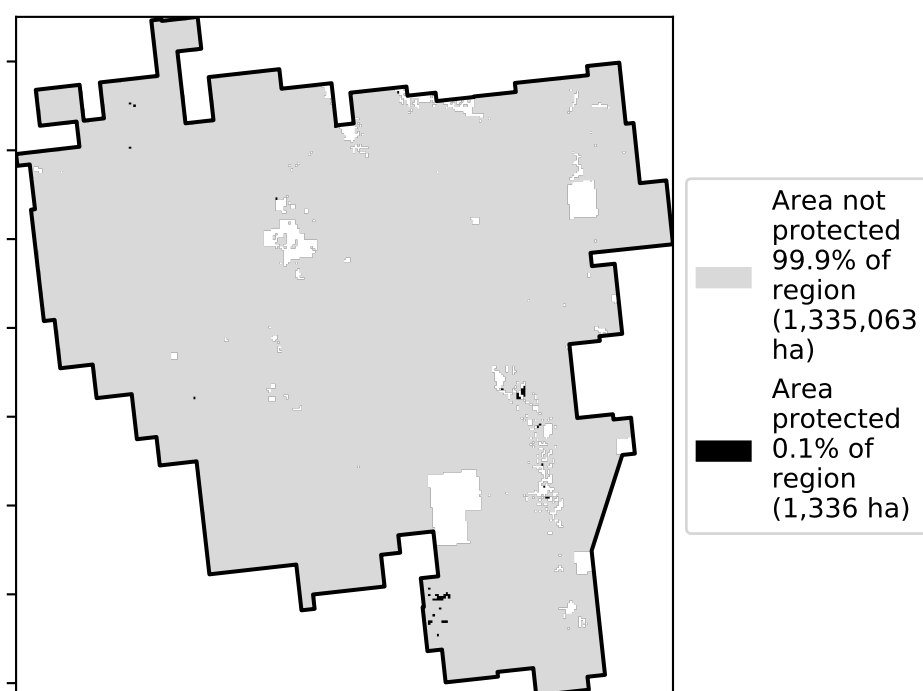 Area not
protected
99.9% of
region
(1,335,063
ha)
Area
protected
0.1% of
region
(1,336 ha)